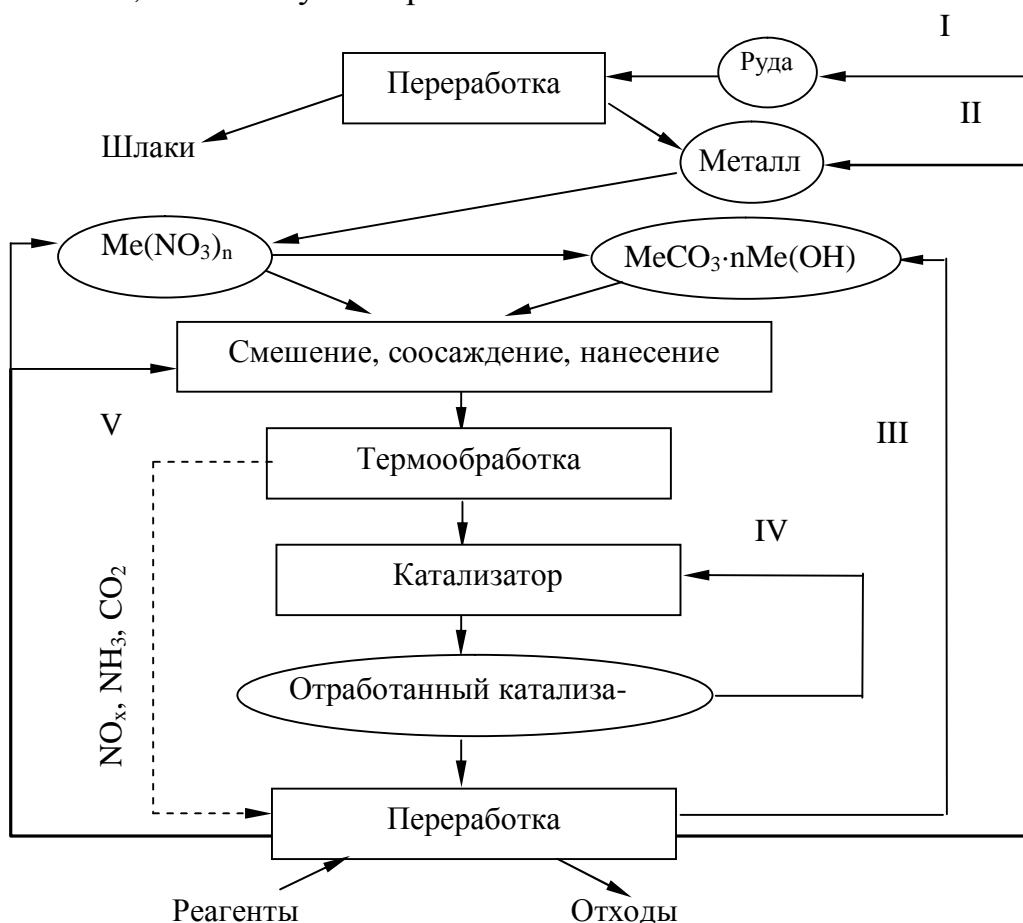 I
Руда
Переработка
II
Шлаки
Металл
Me(NO₃)ₙ
MeCO₃·nMe(OH)
Смешение, соосаждение, нанесение
V
III
Термообработка
IV
Катализатор
NOₓ, NH₃, CO₂
Отработанный катализа-
Переработка
Реагенты
Отходы